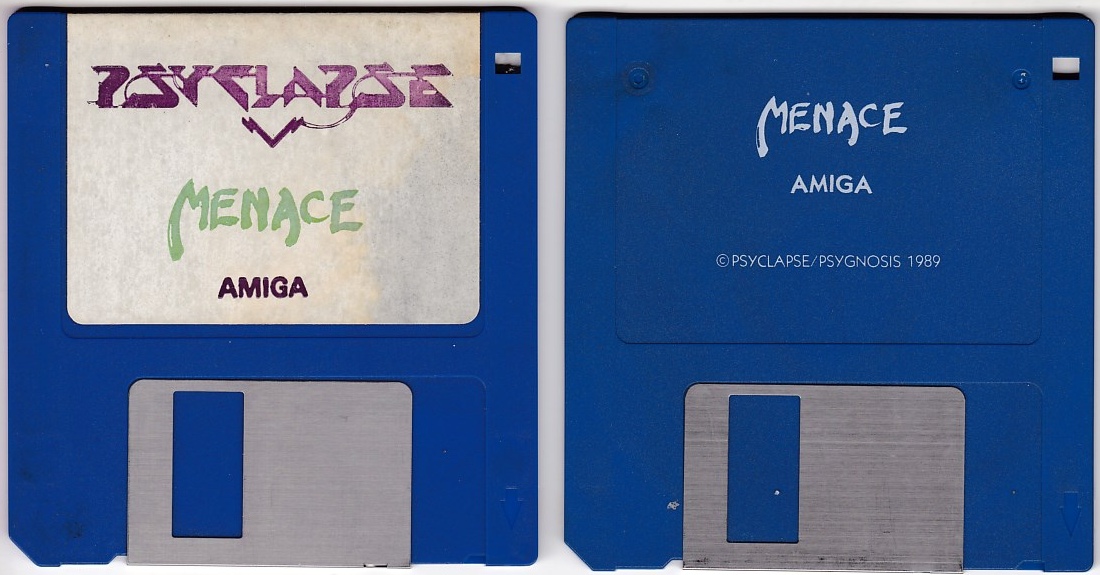 PSYCLAPSE
MENACE
AMIGA
MENACE
AMIGA
©PSYCLAPSE/PSYGNOSIS 1989